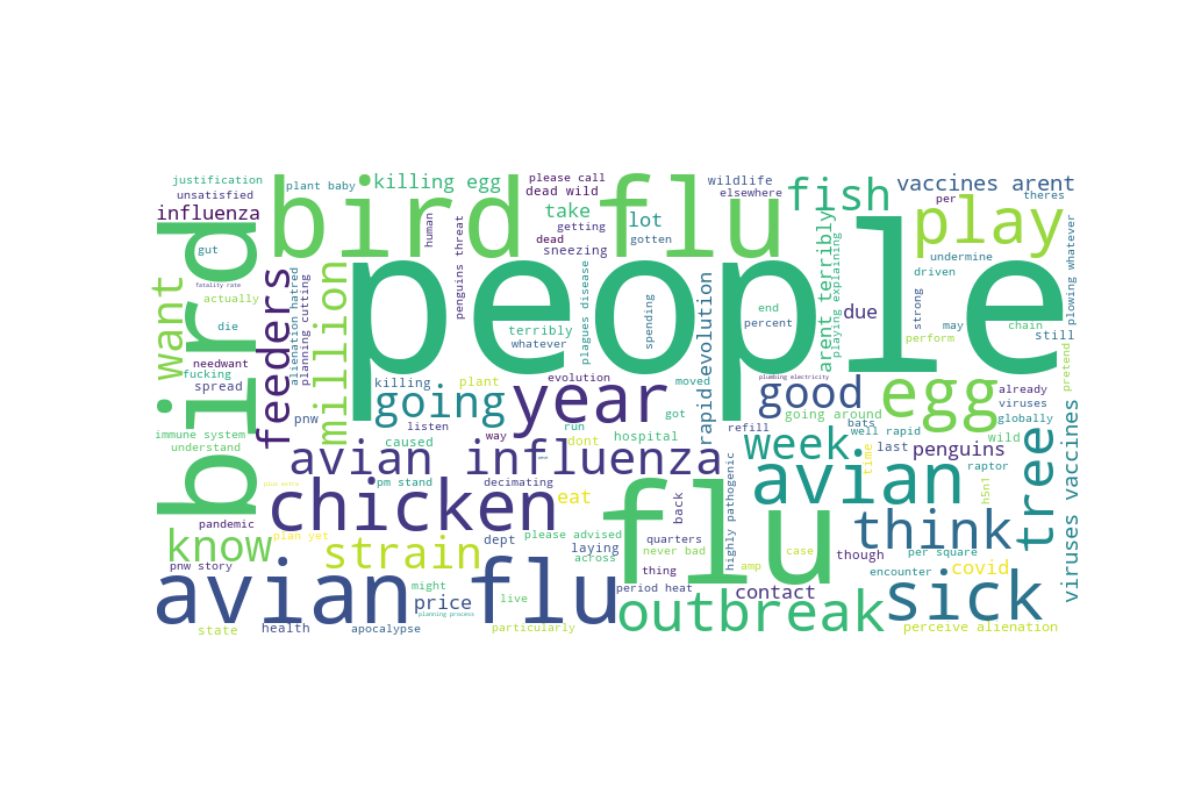 justification
plant baby
killing egg
please call
wildlife
vaccines arent
unsatisfied
dead wild
elsewhere
fish
per
theres
influenza
bird flu
take
lot
play
getting
gotten
dead
sneezing
human
penguins threat
undermine
gut
bird
people
fatality rate
actually
want
feeders
alienation hatred
planning cutting
million
plagues disease
spending
rapid evolution
arent terribly
playing explaining
due
driven
strong
may
chain
still
plowing whatever
die
terribly
whatever
end
percent
perform
pretend
needwant
fucking
spread
killing
going
plant
evolution
year
moved
plumbing electricity
good
egg
already
viruses
globally
listen
pnw
got
refill
going around
bats
well rapid
immune system
understand
caused
way
run
dont
hospital
week
time
last
penguins
wild
tree
viruses vaccines
avian influenza
raptor
h5n1
plus extra
pm stand
decimating
chicken
eat
flu
back
highly pathogenic
avian
think
pandemic
know
plan yet
strain
dept
please advised
laying
across
quarters
never bad
case
though
per square
pnw story
thing
amp
encounter
covid
avian flu
might
price
planning process
live
period heat
contact
sick
state
health
apocalypse
particularly
outbreak
perceive alienation